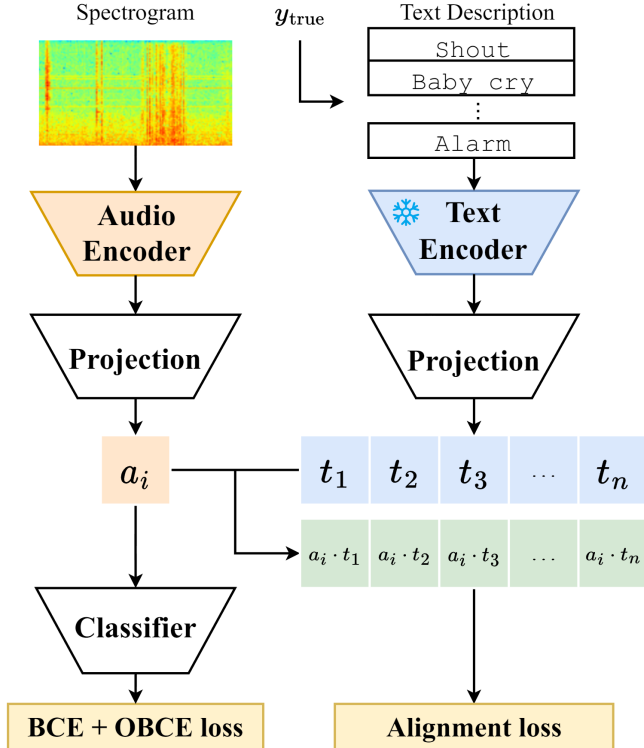 Spectrogram
y_true
Text Description
Shout
Baby cry
⋮
Alarm
Audio
Encoder
Text
Encoder
Projection
Projection
a_i
t_1 t_2 t_3 ... t_n
a_i · t_1 a_i · t_2 a_i · t_3 ... a_i · t_n
Classifier
BCE + OBCE loss
Alignment loss